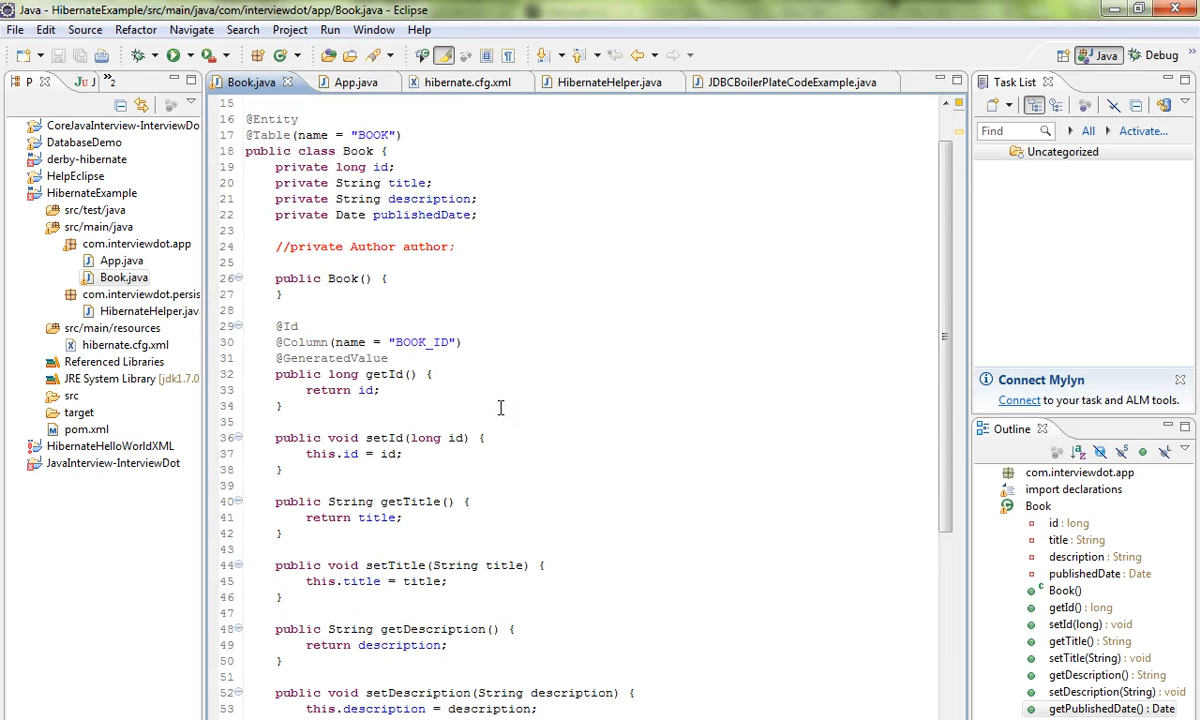 Java - HibernateExample/src/main/java/com/interviewdot/app/Book.java - Eclipse
File Edit Source Refactor Navigate Search Project Run Window Help
Java Debug
P Ju J 2
Book.java App.java hibernate.cfg.xml HibernateHelper.java JDBCBoilerPlateCodeExample.java
Task List
CoreJavaInterview-InterviewDo
DatabaseDemo
derby-hibernate
HelpEclipse
HibernateExample
src/test/java
src/main/java
com.interviewdot.app
App.java
Book.java
com.interviewdot.persis
HibernateHelper.jav
src/main/resources
hibernate.cfg.xml
Referenced Libraries
JRE System Library [jdk1.7.0
src
target
pom.xml
HibernateHelloWorldXML
JavaInterview-InterviewDot
15
16 @Entity
17 @Table(name = "BOOK")
18 public class Book {
19 private long id;
20 private String title;
21 private String description;
22 private Date publishedDate;
23
24 //private Author author;
25
26 public Book() {
27 }
28
29 @Id
30 @Column(name = "BOOK_ID")
31 @GeneratedValue
32 public long getId() {
33 return id;
34 }
35
36 public void setId(long id) {
37 this.id = id;
38 }
39
40 public String getTitle() {
41 return title;
42 }
43
44 public void setTitle(String title) {
45 this.title = title;
46 }
47
48 public String getDescription() {
49 return description;
50 }
51
52 public void setDescription(String description) {
53 this.description = description;
Find All Activate...
Uncategorized
Connect Mylyn
Connect to your task and ALM tools.
Outline
com.interviewdot.app
import declarations
Book
id : long
title : String
description : String
publishedDate : Date
Book()
getId() : long
setId(long) : void
getTitle() : String
setTitle(String) : void
getDescription() : String
setDescription(String) : void
getPublishedDate() : Date